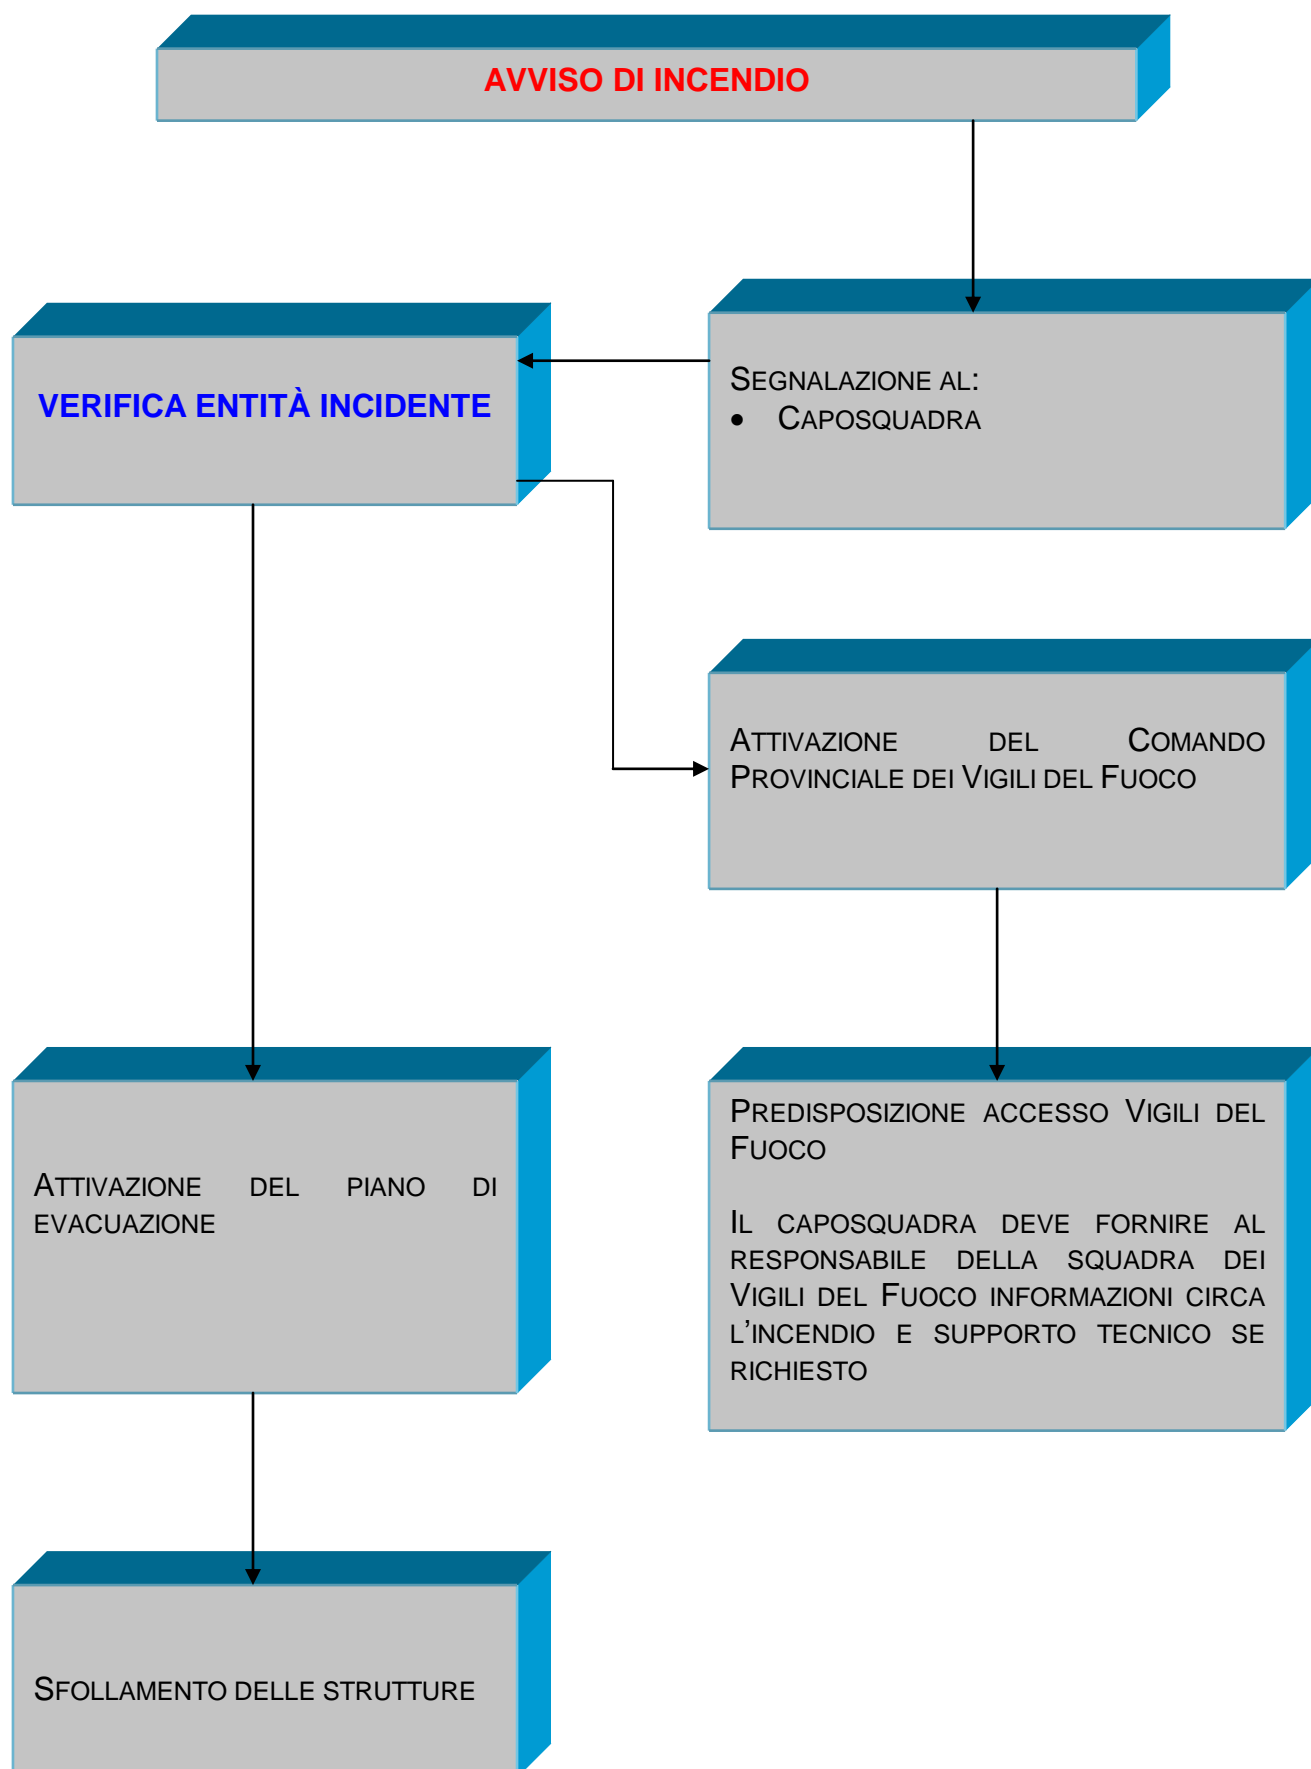 AVVISO DI INCENDIO
SEGNALAZIONE AL:
• CAPOSQUADRA
VERIFICA ENTITÀ INCIDENTE
ATTIVAZIONE DEL COMANDO
PROVINCIALE DEI VIGILI DEL FUOCO
PREDISPOSIZIONE ACCESSO VIGILI DEL
FUOCO
IL CAPOSQUADRA DEVE FORNIRE AL
RESPONSABILE DELLA SQUADRA DEI
VIGILI DEL FUOCO INFORMAZIONI CIRCA
L'INCENDIO E SUPPORTO TECNICO SE
RICHIESTO
ATTIVAZIONE DEL PIANO DI
EVACUAZIONE
SFOLLAMENTO DELLE STRUTTURE